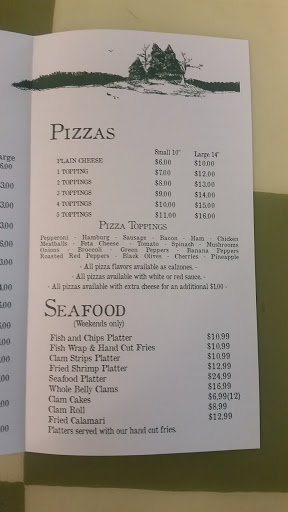 PIZZAS
Small 10" Large 14"
PLAIN CHEESE $6.00 $10.00
1 TOPPING $7.00 $12.00
2 TOPPINGS $8.00 $13.00
3 TOPPINGS $9.00 $14.00
4 TOPPINGS $10.00 $15.00
5 TOPPINGS $11.00 $16.00
PIZZA TOPPINGS
Pepperoni - Hamburg - Sausage - Bacon - Ham - Chicken
Meatballs - Feta Cheese - Tomato - Spinach - Mushrooms
Onions - Broccoli - Green Peppers - Banana Peppers
Roasted Red Peppers - Black Olives - Cherries - Pineapple
- All pizza flavors available as calzones. -
- All pizzas available with white or red sauce. -
- All pizzas available with extra cheese for an additional $1.00 -
SEAFOOD
(Weekends only)
Fish and Chips Platter $10.99
Fish Wrap & Hand Cut Fries $10.99
Clam Strips Platter $10.99
Fried Shrimp Platter $12.99
Seafood Platter $24.99
Whole Belly Clams $16.99
Clam Cakes $6.99(12)
Clam Roll $8.99
Fried Calamari $12.99
Platters served with our hand cut fries.